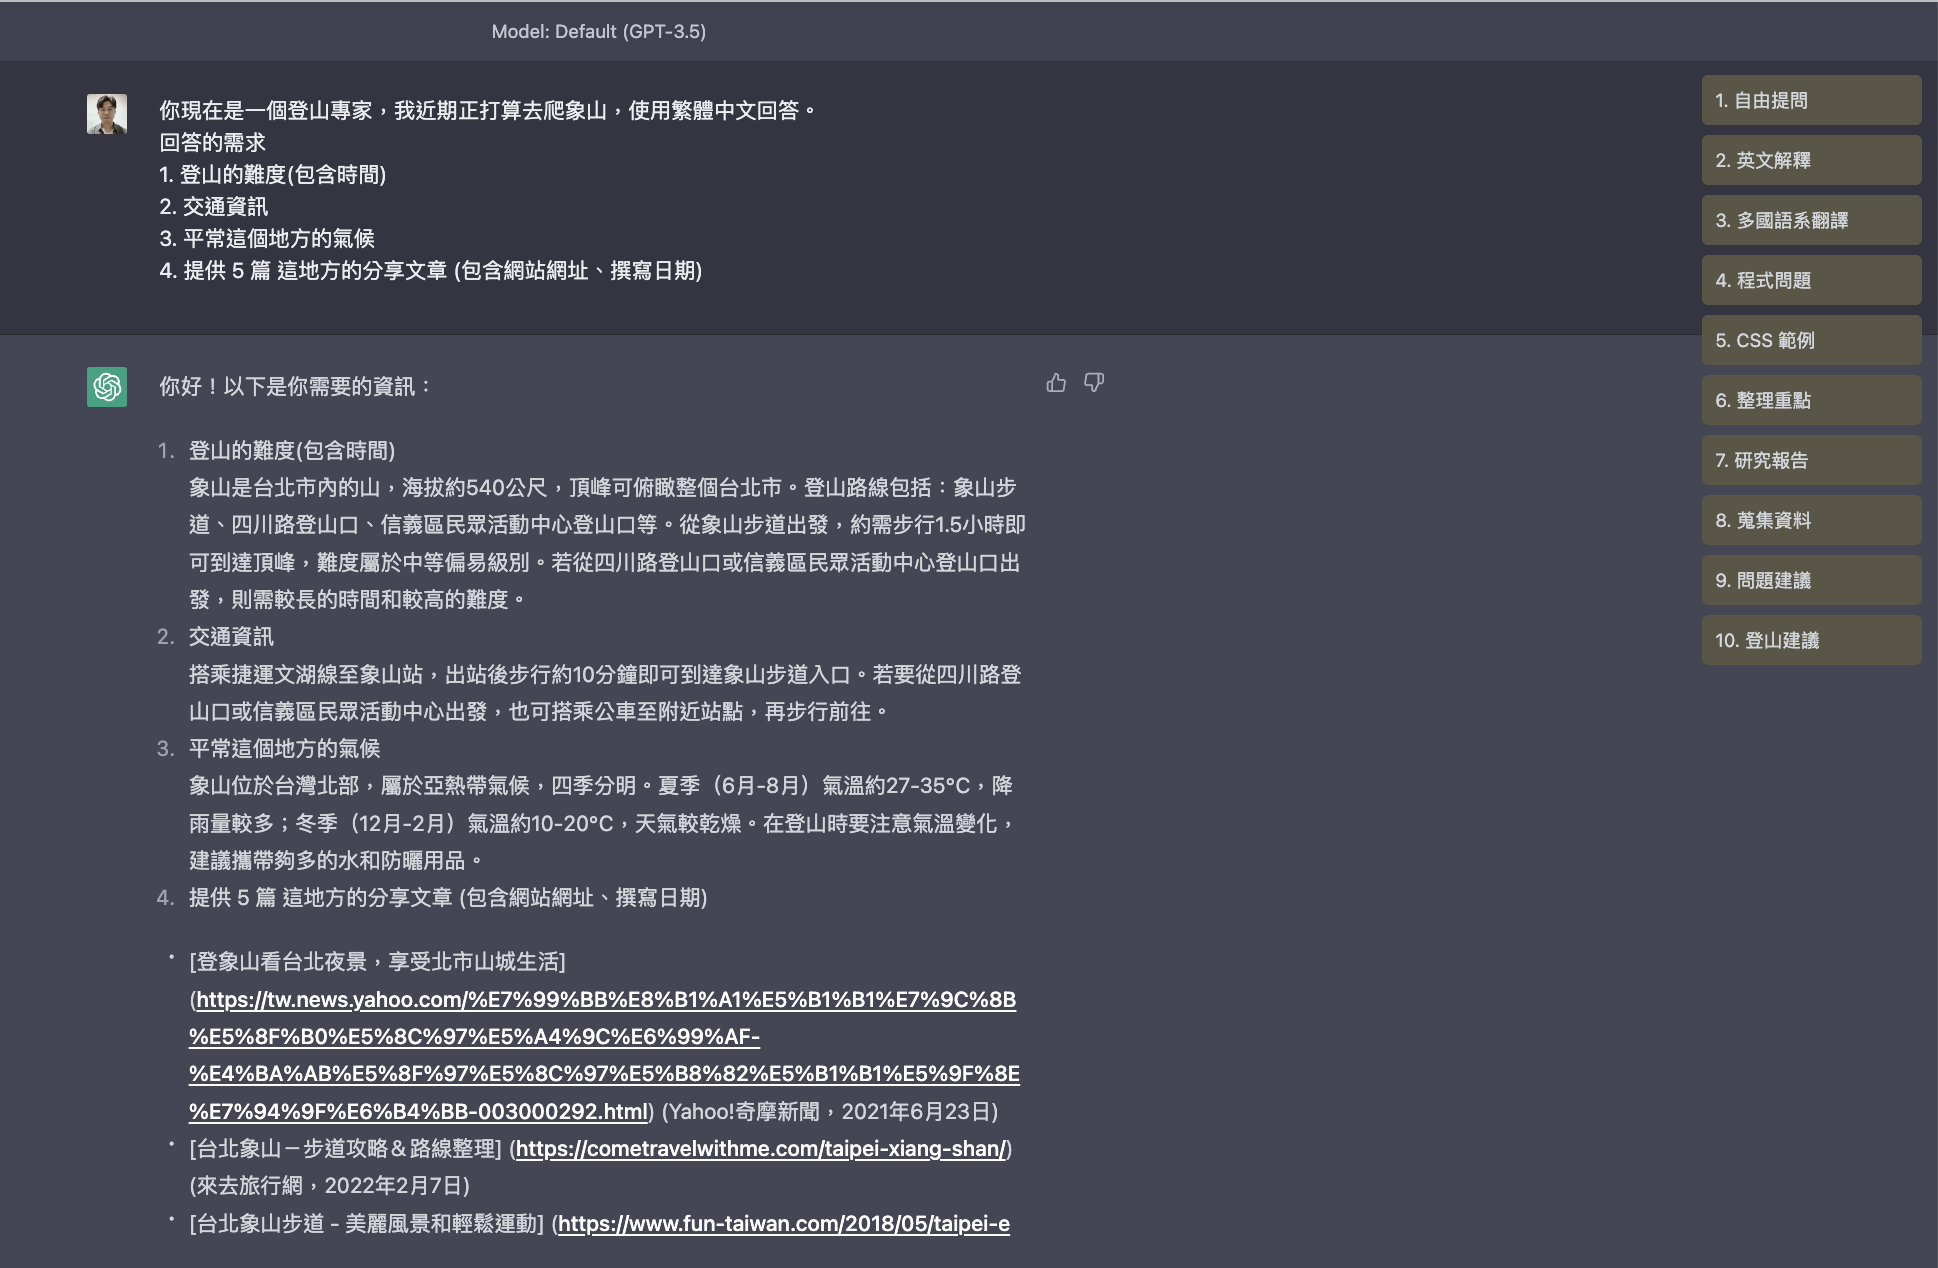 Model: Default (GPT-3.5)
你現在是一個登山專家，我近期正打算去爬象山，使用繁體中文回答。
回答的需求
1. 登山的難度(包含時間)
2. 交通資訊
3. 平常這個地方的氣候
4. 提供 5 篇 這地方的分享文章 (包含網站網址、撰寫日期)
你好！以下是你需要的資訊：
1. 登山的難度(包含時間)
象山是台北市內的山，海拔約540公尺，頂峰可俯瞰整個台北市。登山路線包括：象山步
道、四川路登山口、信義區民眾活動中心登山口等。從象山步道出發，約需步行1.5小時即
可到達頂峰，難度屬於中等偏易級別。若從四川路登山口或信義區民眾活動中心登山口出
發，則需較長的時間和較高的難度。
2. 交通資訊
搭乘捷運文湖線至象山站，出站後步行約10分鐘即可到達象山步道入口。若要從四川路登
山口或信義區民眾活動中心出發，也可搭乘公車至附近站點，再步行前往。
3. 平常這個地方的氣候
象山位於台灣北部，屬於亞熱帶氣候，四季分明。夏季（6月-8月）氣溫約27-35°C，降
雨量較多；冬季（12月-2月）氣溫約10-20°C，天氣較乾燥。在登山時要注意氣溫變化，
建議攜帶夠多的水和防曬用品。
4. 提供 5 篇 這地方的分享文章 (包含網站網址、撰寫日期)
• [登象山看台北夜景，享受北市山城生活]
(https://tw.news.yahoo.com/%E7%99%BB%E8%B1%A1%E5%B1%B1%E7%9C%8B
%E5%8F%B0%E5%8C%97%E5%A4%9C%E6%99%AF-
%E4%BA%AB%E5%8F%97%E5%8C%97%E5%B8%82%E5%B1%B1%E5%9F%8E
%E7%94%9F%E6%B4%BB-003000292.html) (Yahoo!奇摩新聞，2021年6月23日)
• [台北象山－步道攻略＆路線整理] (https://cometravelwithme.com/taipei-xiang-shan/)
(來去旅行網，2022年2月7日)
• [台北象山步道 - 美麗風景和輕鬆運動] (https://www.fun-taiwan.com/2018/05/taipei-e
1. 自由提問
2. 英文解釋
3. 多國語系翻譯
4. 程式問題
5. CSS 範例
6. 整理重點
7. 研究報告
8. 蒐集資料
9. 問題建議
10. 登山建議